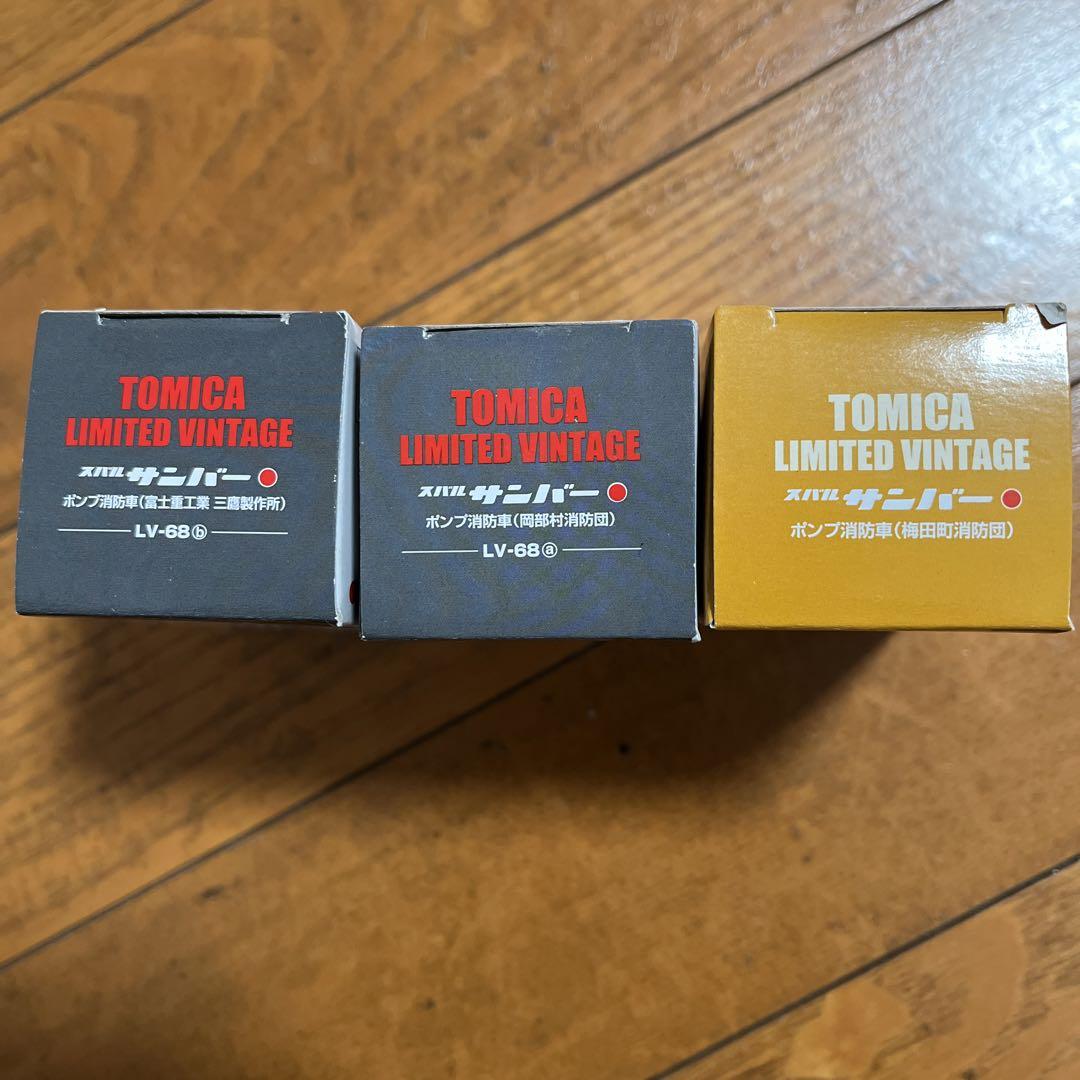 TOMICA
LIMITED VINTAGE
スバル サンバー
ポンプ消防車(富士重工業 三鷹製作所)
LV-68ⓑ
TOMICA
LIMITED VINTAGE
スバル サンバー
ポンプ消防車(岡部村消防団)
LV-68ⓐ
TOMICA
LIMITED VINTAGE
スバル サンバー
ポンプ消防車(梅田町消防団)